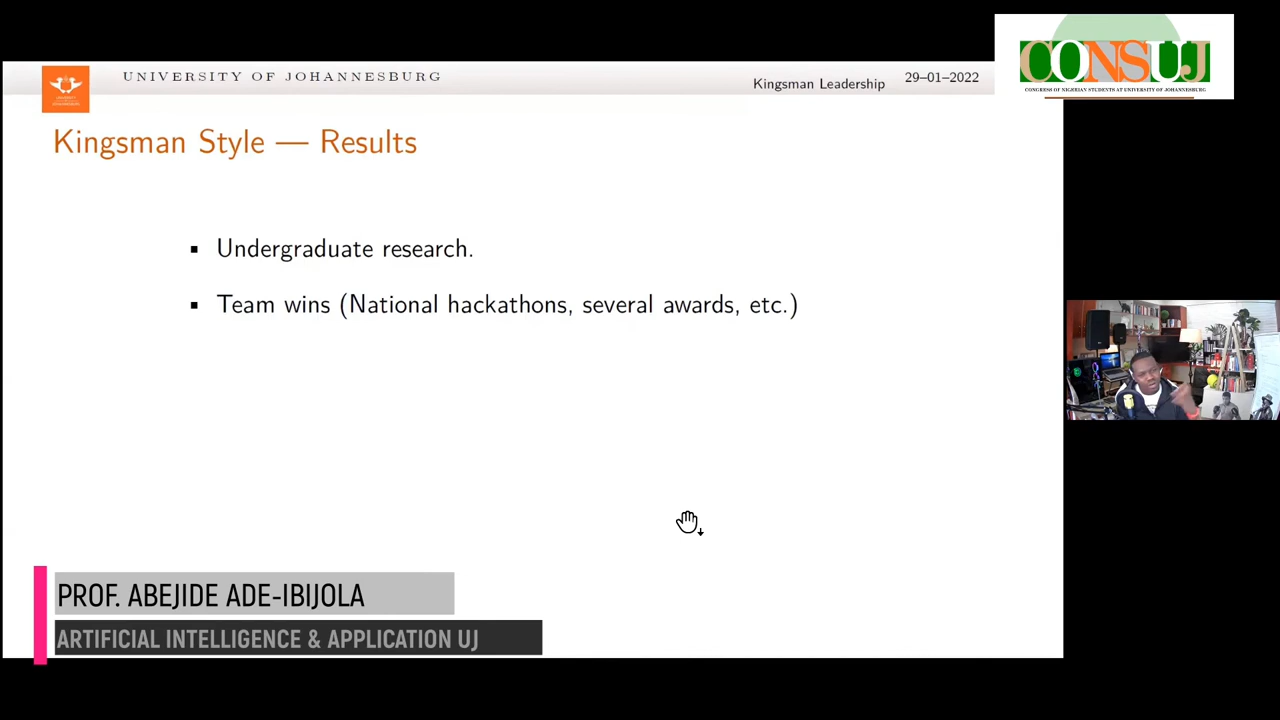 CONSUJ
CONGRESS OF NIGERIAN STUDENTS AT UNIVERSITY OF JOHANNESBURG
UNIVERSITY OF JOHANNESBURG
Kingsman Leadership
29–01–2022
Kingsman Style — Results
▪ Undergraduate research.
▪ Team wins (National hackathons, several awards, etc.)
PROF. ABEJIDE ADE-IBIJOLA
ARTIFICIAL INTELLIGENCE & APPLICATION UJ